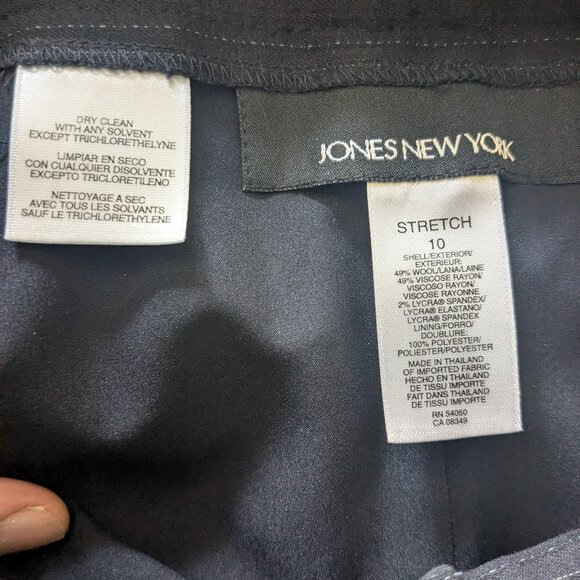 DRY CLEAN
WITH ANY SOLVENT
EXCEPT TRICHLORETHELYNE
LIMPIAR EN SECO
CON CUALQUIER DISOLVENTE
EXCEPTO TRICLORETILENO
NETTOYAGE A SEC
AVEC TOUS LES SOLVANTS
SAUF LE TRICHLORETHYLENE
JONES NEW YORK
STRETCH
10
SHELL/EXTERIOR/
EXTERIEUR:
49% WOOL/LANA/LAINE
49% VISCOSE RAYON/
VISCOSO RAYON/
VISCOSE RAYONNE
2% LYCRA® SPANDEX/
LYCRA® ELASTANO/
LYCRA® SPANDEX
LINING/FORRO/
DOUBLURE:
100% POLYESTER/
POLIESTER/POLYESTER
MADE IN THAILAND
OF IMPORTED FABRIC
HECHO EN THAILAND
DE TISSU IMPORTE
FAIT DANS THAILAND
DE TISSU IMPORTE
RN 54050
CA 08349